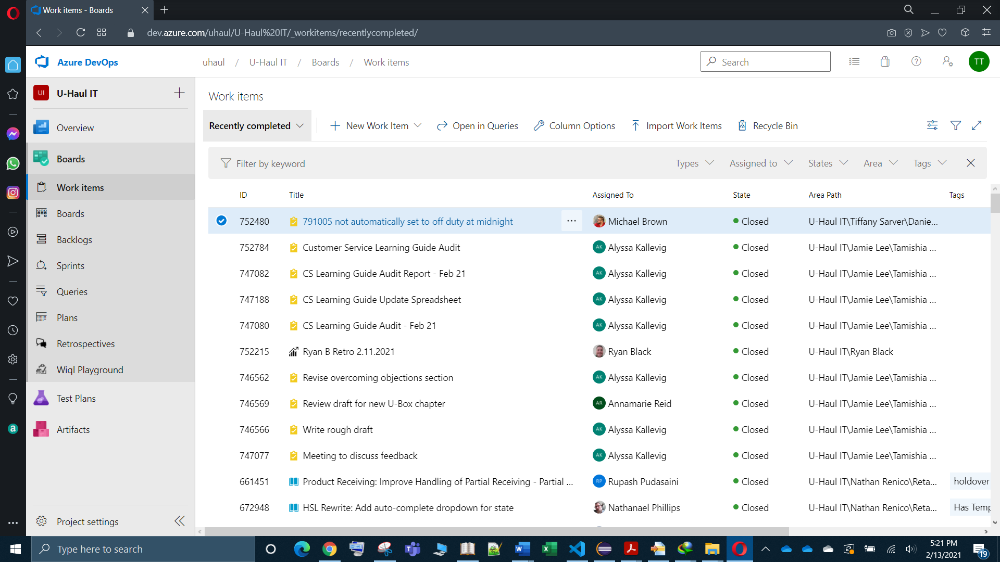 Work items - Boards
dev.azure.com/uhaul/U-Haul%20IT/_workitems/recentlycompleted/
Azure DevOps
uhaul / U-Haul IT / Boards / Work items
Search
TT
UI U-Haul IT
Overview
Boards
Work items
Boards
Backlogs
Sprints
Queries
Plans
Retrospectives
Wiql Playground
Test Plans
Artifacts
Project settings
Work items
Recently completed New Work Item Open in Queries Column Options Import Work Items Recycle Bin
Filter by keyword Types Assigned to States Area Tags
ID Title Assigned To State Area Path Tags
752480 791005 not automatically set to off duty at midnight ... Michael Brown Closed U-Haul IT\Tiffany Sarver\Danie...
752784 Customer Service Learning Guide Audit AK Alyssa Kallevig Closed U-Haul IT\Jamie Lee\Tamishia ...
747082 CS Learning Guide Audit Report - Feb 21 AK Alyssa Kallevig Closed U-Haul IT\Jamie Lee\Tamishia ...
747188 CS Learning Guide Update Spreadsheet AK Alyssa Kallevig Closed U-Haul IT\Jamie Lee\Tamishia ...
747080 CS Learning Guide Audit - Feb 21 AK Alyssa Kallevig Closed U-Haul IT\Jamie Lee\Tamishia ...
752215 Ryan B Retro 2.11.2021 Ryan Black Closed U-Haul IT\Ryan Black
746562 Revise overcoming objections section AK Alyssa Kallevig Closed U-Haul IT\Jamie Lee\Tamishia ...
746569 Review draft for new U-Box chapter AR Annamarie Reid Closed U-Haul IT\Jamie Lee\Tamishia ...
746566 Write rough draft AK Alyssa Kallevig Closed U-Haul IT\Jamie Lee\Tamishia ...
747077 Meeting to discuss feedback AK Alyssa Kallevig Closed U-Haul IT\Jamie Lee\Tamishia ...
661451 Product Receiving: Improve Handling of Partial Receiving - Partial ... RP Rupash Pudasaini Closed U-Haul IT\Nathan Renico\Reta... holdover
672948 HSL Rewrite: Add auto-complete dropdown for state Nathanael Phillips Closed U-Haul IT\Nathan Renico\Reta... Has Temp
Type here to search
5:21 PM
2/13/2021
19